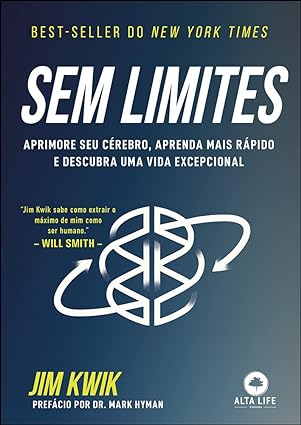 BEST-SELLER DO NEW YORK TIMES
SEM LIMITES
APRIMORE SEU CÉREBRO, APRENDA MAIS RÁPIDO
E DESCUBRA UMA VIDA EXCEPCIONAL
"Jim Kwik sabe como extrair o
máximo de mim como
ser humano."
– WILL SMITH –
JIM KWIK
PREFÁCIO POR DR. MARK HYMAN
ALTA LIFE